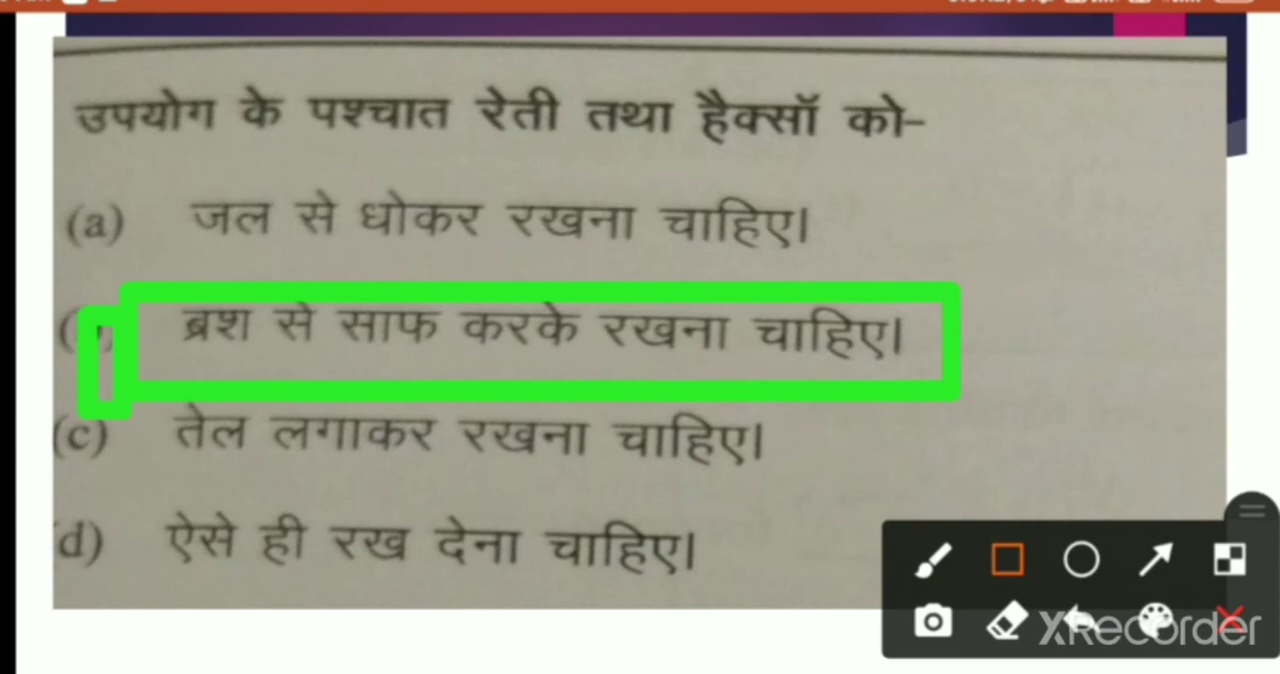 उपयोग के पश्चात रेती तथा हैक्सॉ को-
(a) जल से धोकर रखना चाहिए।
ब्रश से साफ करके रखना चाहिए।
(c) तेल लगाकर रखना चाहिए।
d) ऐसे ही रख देना चाहिए।
XRecorder